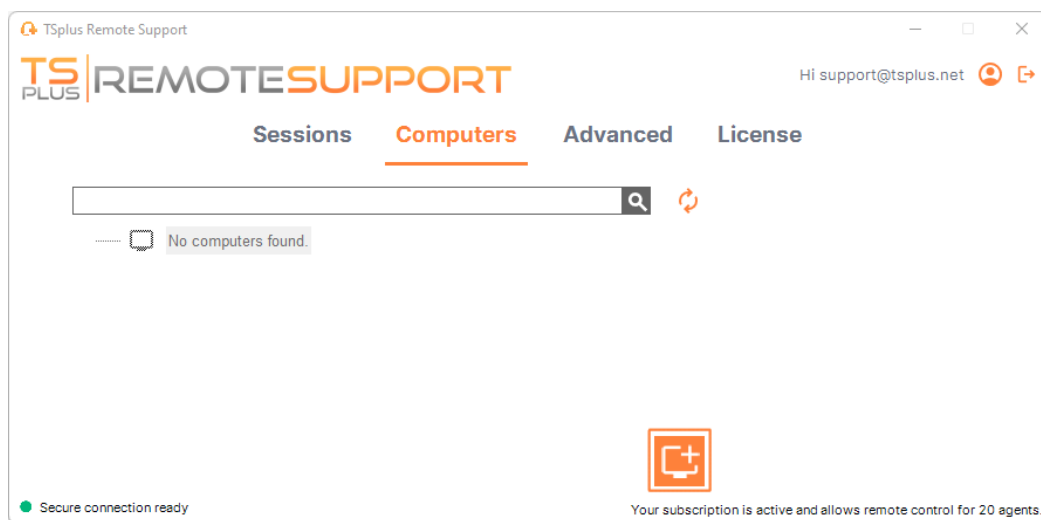 TSplus Remote Support
TS PLUS REMOTESUPPORT
Hi support@tsplus.net
Sessions Computers Advanced License
No computers found.
Secure connection ready
Your subscription is active and allows remote control for 20 agents.